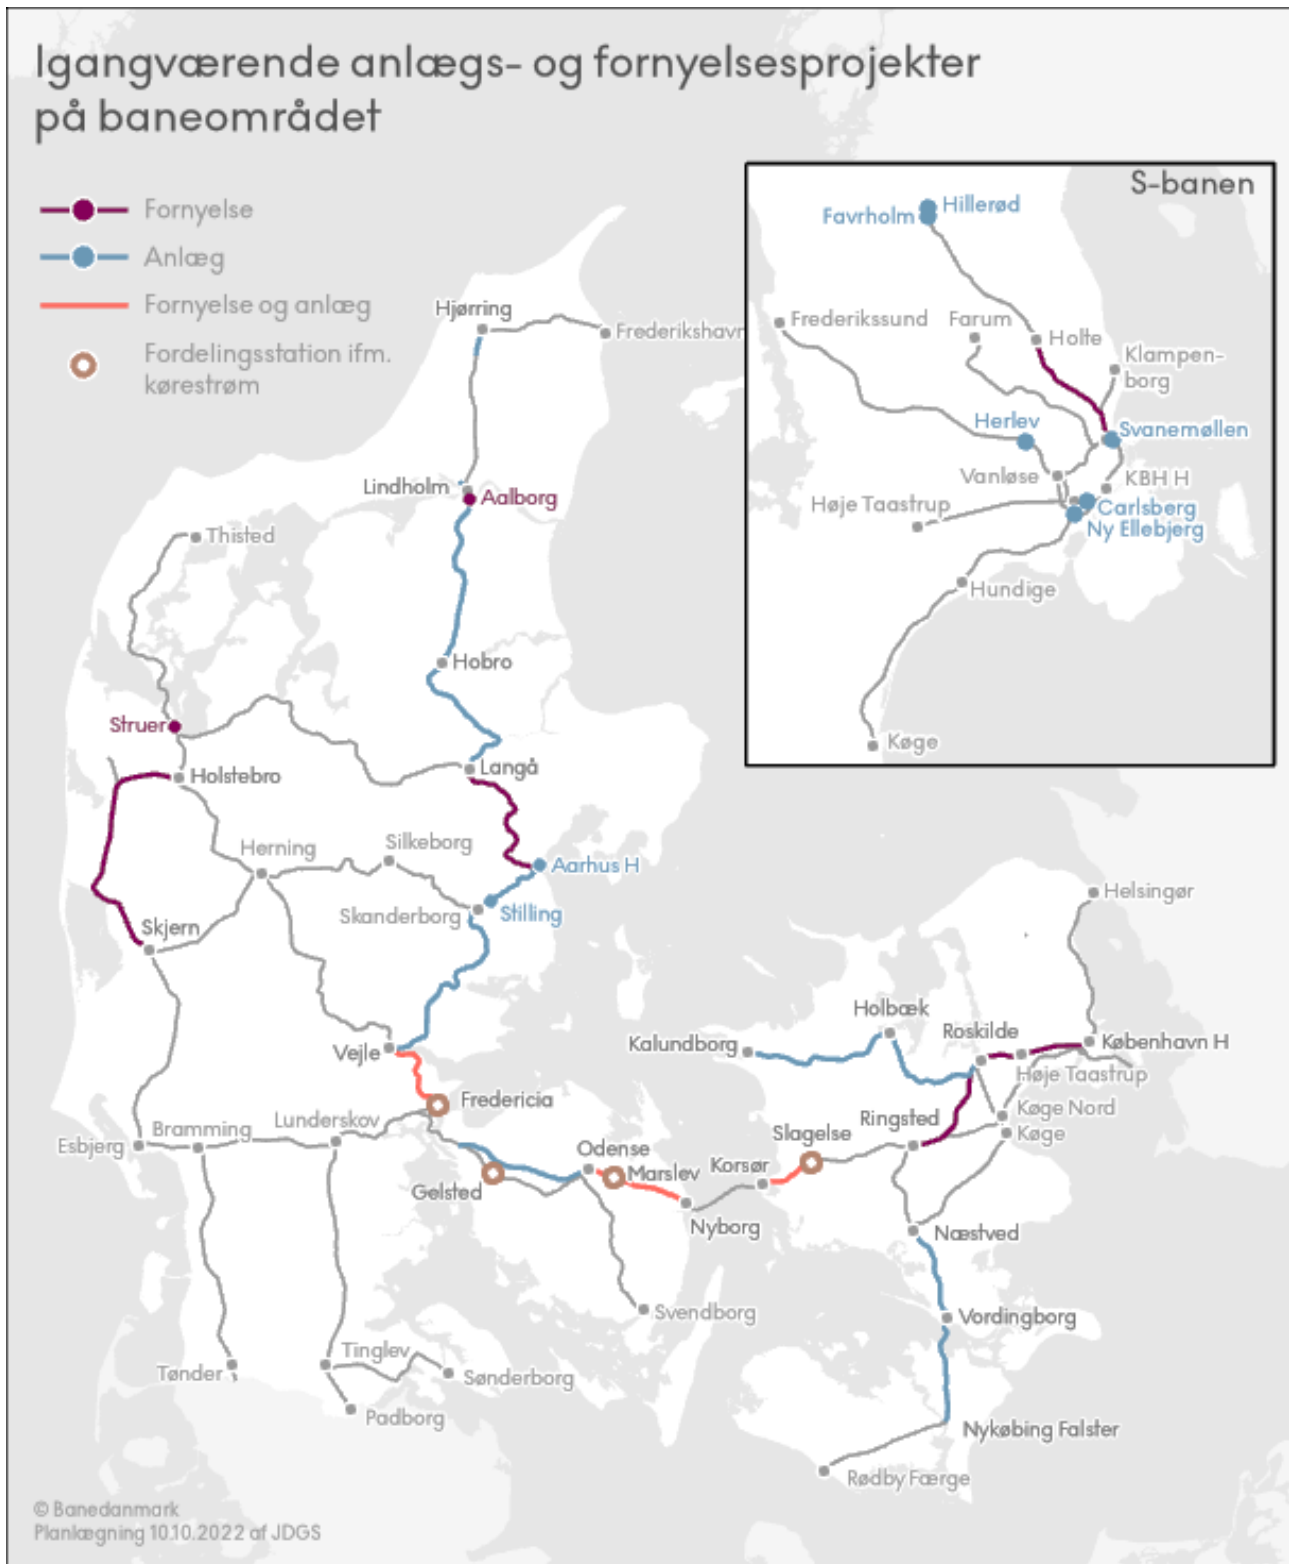 Igangværende anlægs- og fornyelsesprojekter
på baneområdet
Fornyelse
Anlæg
Fornyelse og anlæg
Fordelingsstation ifm.
kørestrøm
S-banen
Hillerød
Favrholm
Frederikssund
Farum
Holte
Klampen-
borg
Herlev
Svanemøllen
Vanløse
KBH H
Høje Taastrup
Carlsberg
Ny Ellebjerg
Hundige
Køge
Hjørring
Frederikshavn
Lindholm
Aalborg
Thisted
Hobro
Struer
Holstebro
Langå
Herning
Silkeborg
Aarhus H
Skanderborg
Stilling
Skjern
Vejle
Fredericia
Lunderskov
Bramming
Esbjerg
Gelsted
Odense
Marslev
Nyborg
Svendborg
Tønder
Tinglev
Sønderborg
Padborg
Helsingør
Holbæk
Roskilde
Kalundborg
København H
Høje Taastrup
Køge Nord
Køge
Ringsted
Slagelse
Korsør
Næstved
Vordingborg
Nykøbing Falster
Rødby Færge
© Banedanmark
Planlægning 10.10.2022 af JDGS